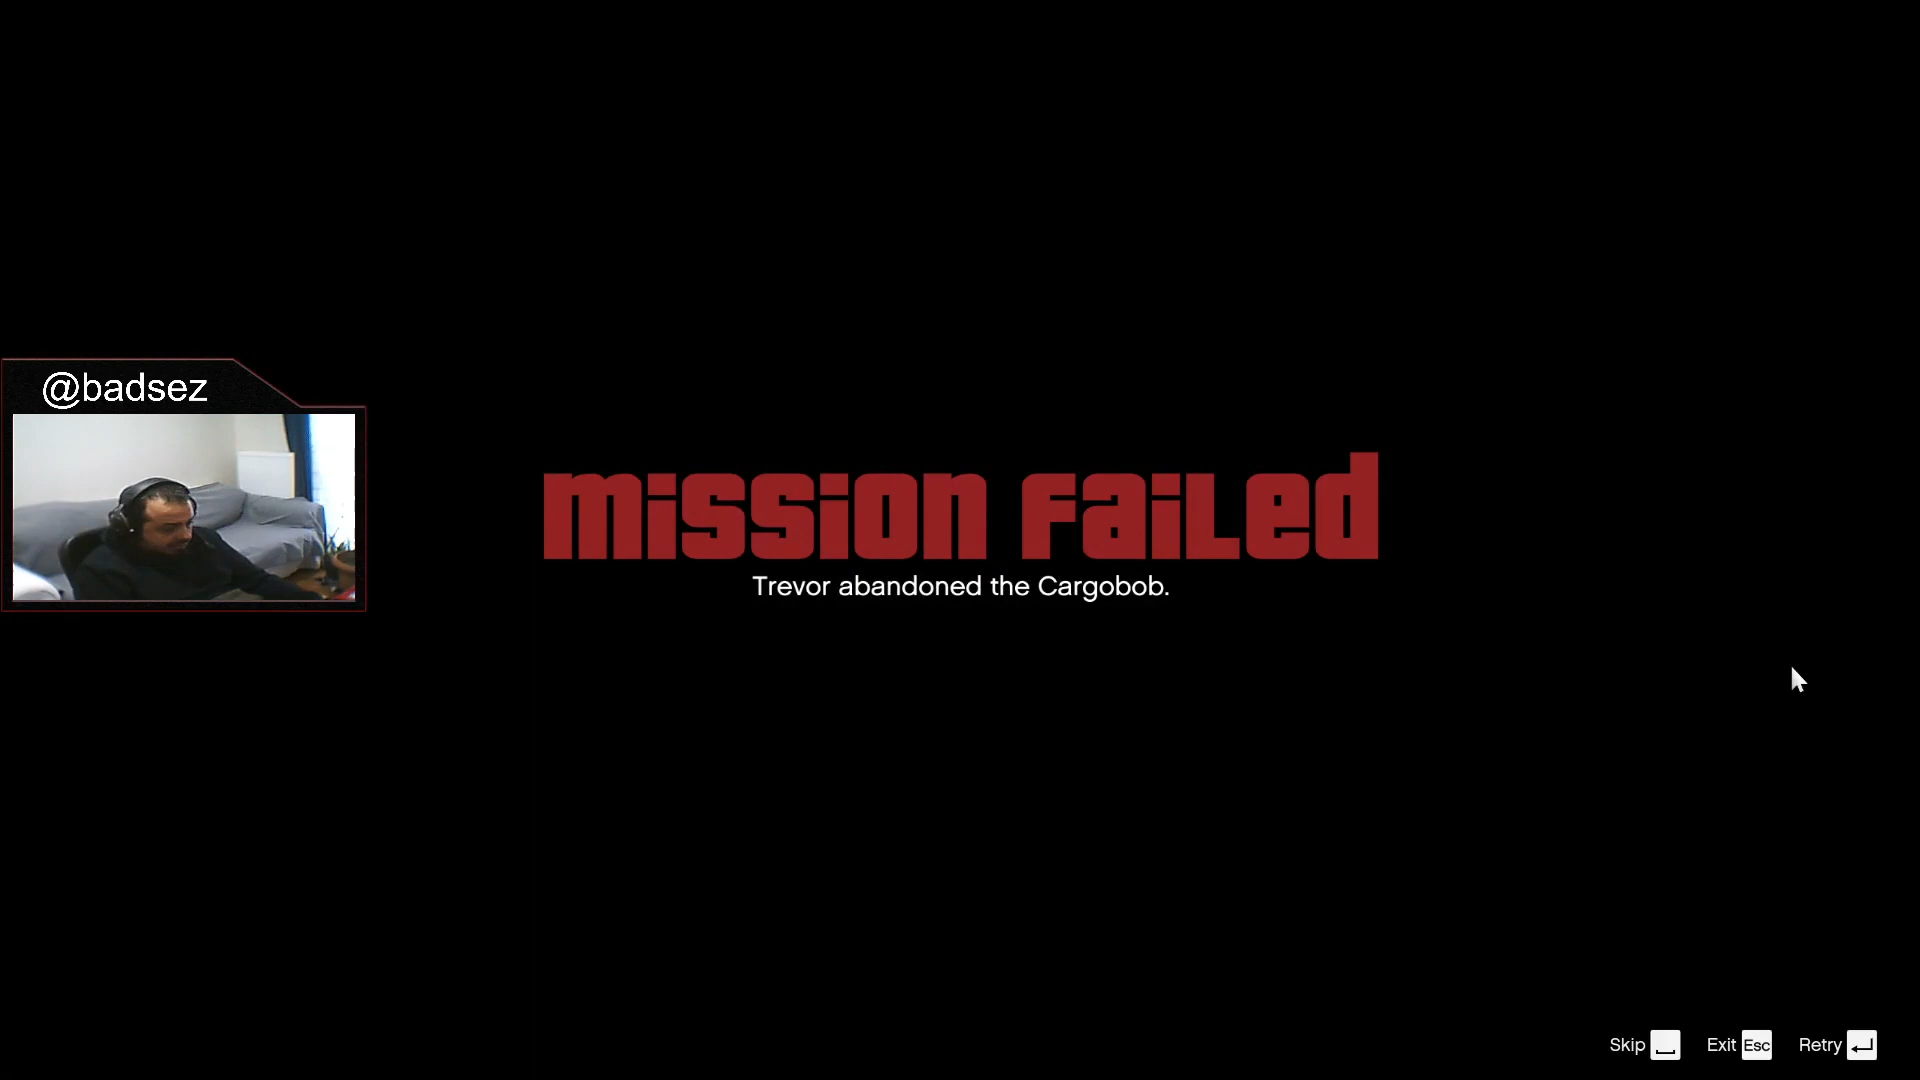 @badsez
mission failed
Trevor abandoned the Cargobob.
Skip Exit Esc Retry